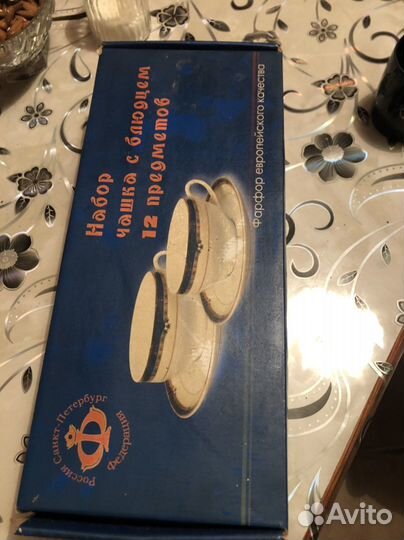 Набор
чашка с блюдцем
12 предметов
Фарфор европейского качества
Россия Санкт-Петербург
Федерация
Avito